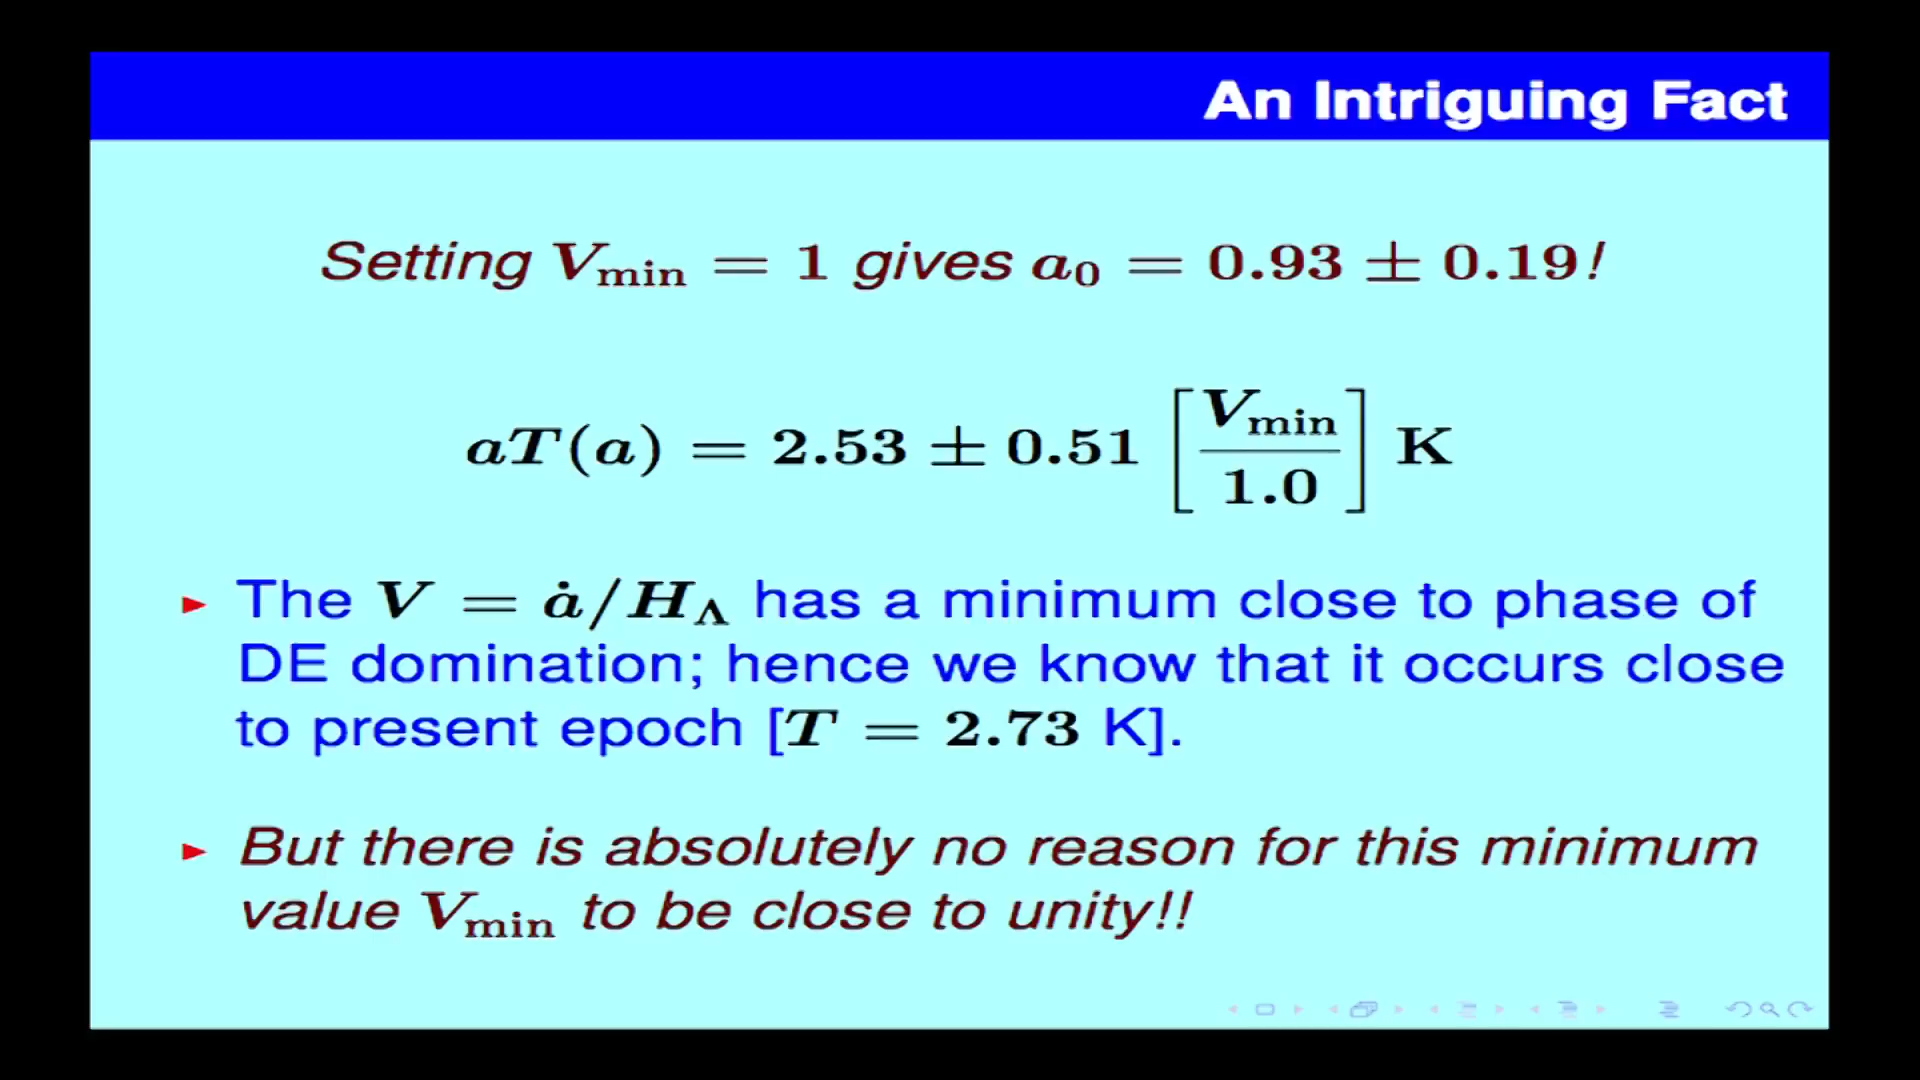 An Intriguing Fact
Setting V_min = 1 gives a_0 = 0.93 ± 0.19!
aT(a) = 2.53 ± 0.51 [V_min / 1.0] K
► The V = ȧ/H_Λ has a minimum close to phase of
DE domination; hence we know that it occurs close
to present epoch [T = 2.73 K].
► But there is absolutely no reason for this minimum
value V_min to be close to unity!!